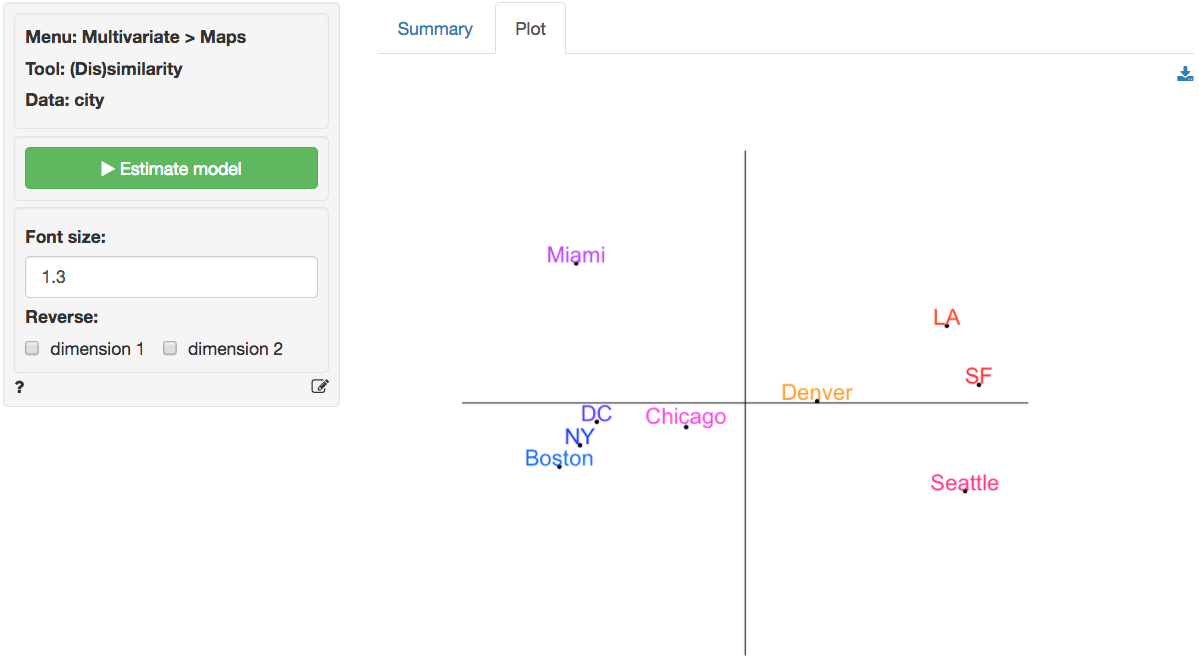 Menu: Multivariate > Maps
Tool: (Dis)similarity
Data: city
Estimate model
Font size:
1.3
Reverse:
dimension 1 dimension 2
?
Summary Plot
Miami
LA
SF
Denver
DC Chicago
NY
Boston
Seattle